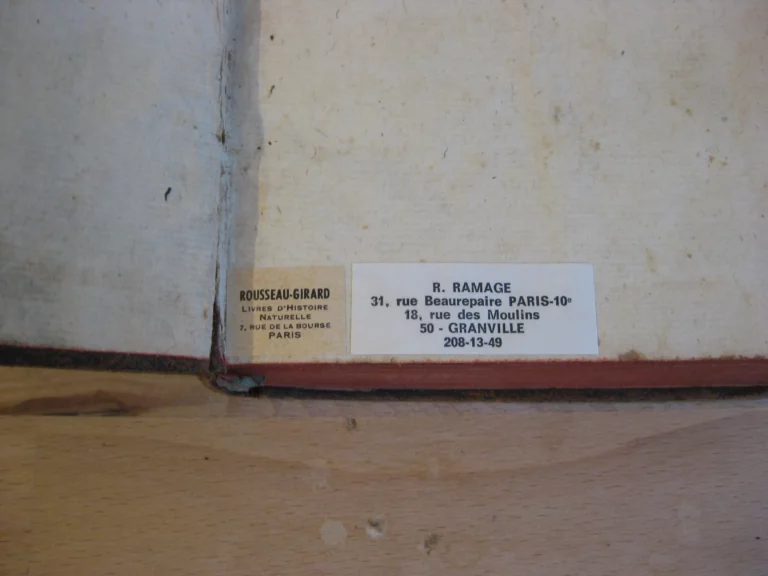 ROUSSEAU-GIRARD
LIVRES D'HISTOIRE
NATURELLE
7, RUE DE LA BOURSE
PARIS
R. RAMAGE
31, rue Beaurepaire PARIS-10e
18, rue des Moulins
50 - GRANVILLE
208-13-49